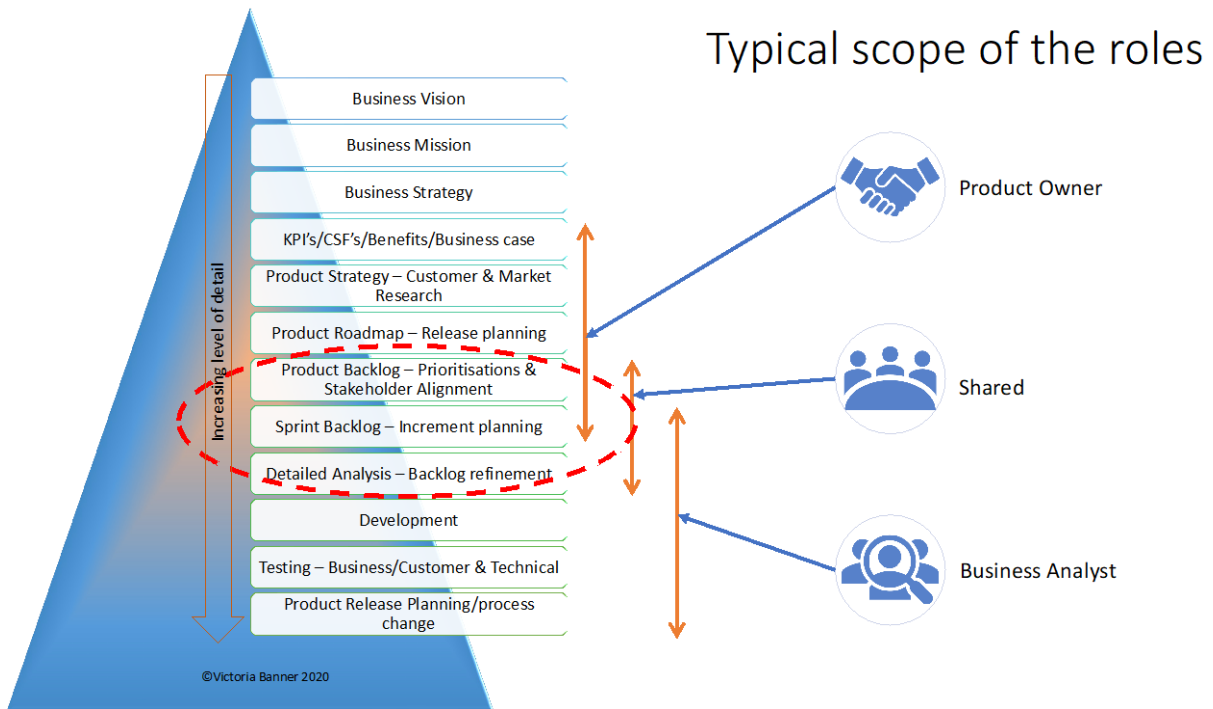 Typical scope of the roles
Business Vision
Business Mission
Business Strategy
KPI's/CSF's/Benefits/Business case
Product Strategy – Customer & Market
Research
Product Roadmap – Release planning
Product Backlog – Prioritisations &
Stakeholder Alignment
Sprint Backlog – Increment planning
Detailed Analysis – Backlog refinement
Development
Testing – Business/Customer & Technical
Product Release Planning/process
change
Increasing level of detail
Product Owner
Shared
Business Analyst
©Victoria Banner 2020